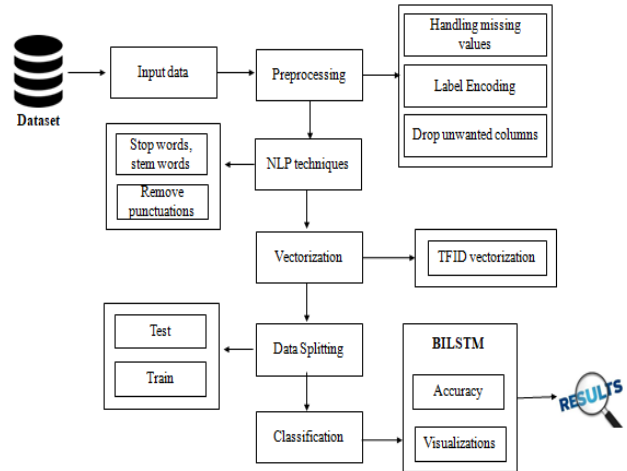 Dataset
Input data
Preprocessing
Handling missing
values
Label Encoding
Drop unwanted columns
Stop words,
stem words
Remove
punctuations
NLP techniques
Vectorization
TFID vectorization
Test
Train
Data Splitting
Classification
BILSTM
Accuracy
Visualizations
RESULTS